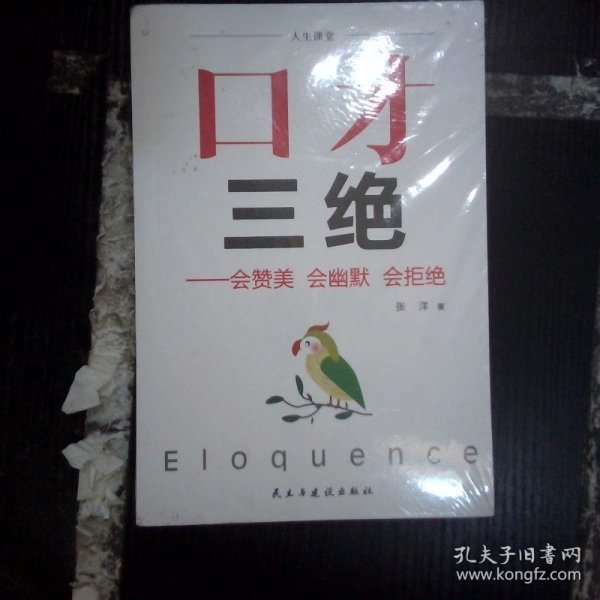 人生课堂
口才
三绝
——会赞美 会幽默 会拒绝
张 洋 著
Eloquence
民主与建设出版社
孔夫子旧书网
www.kongfz.com